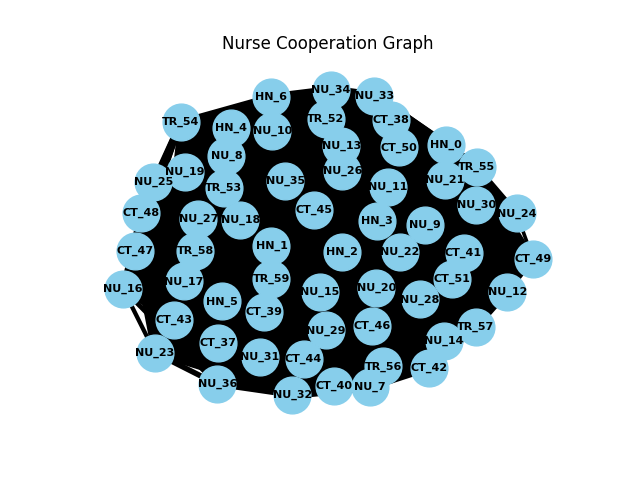 Nurse Cooperation Graph
NU_34
HN_6
NU_33
TR_54
TR_52
CT_38
HN_4
NU_10
NU_13
CT_50
HN_0
NU_8
TR_55
NU_19
NU_26
NU_25
NU_35
NU_21
TR_53
NU_11
NU_30
CT_45
CT_48
NU_24
NU_27
NU_18
HN_3
NU_9
HN_1
CT_47
TR_58
HN_2
NU_22
CT_41
CT_49
TR_59
CT_51
NU_17
NU_16
NU_15
NU_20
NU_12
HN_5
NU_28
CT_39
CT_43
CT_46
TR_57
NU_29
CT_37
NU_14
NU_23
NU_31
CT_44
TR_56
CT_42
NU_36
CT_40
NU_7
NU_32